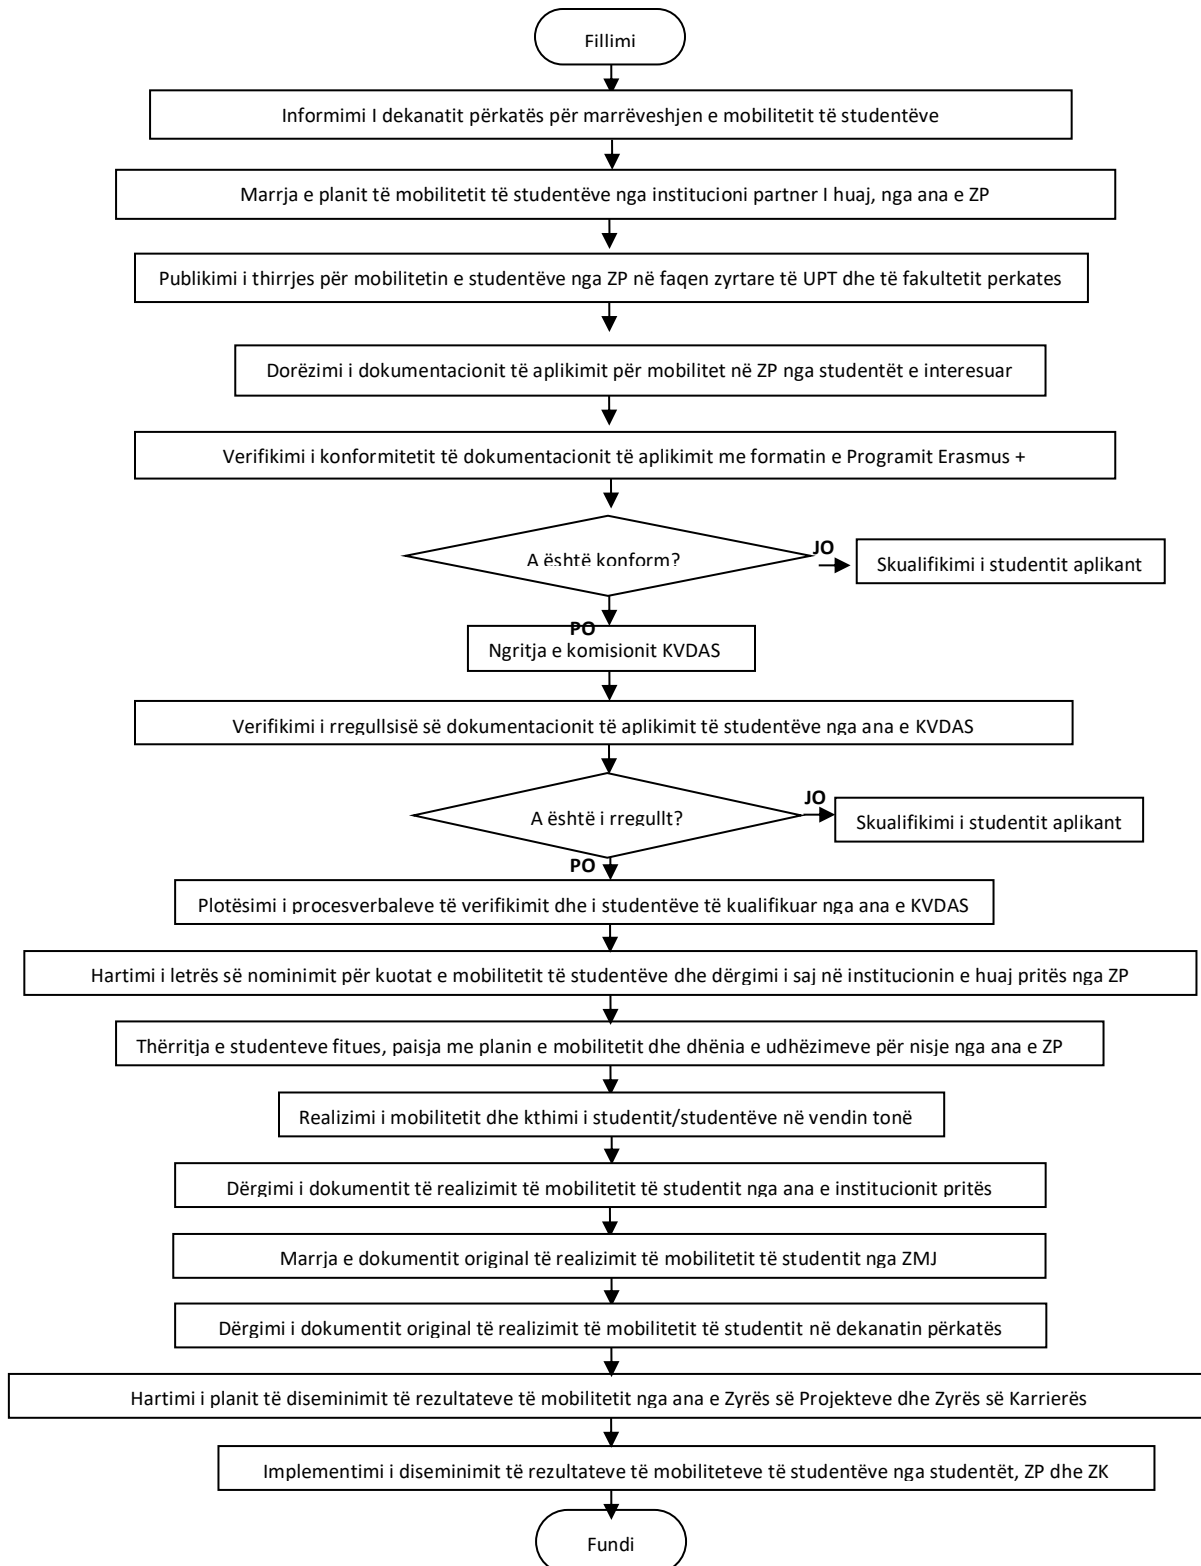 Fillimi
Informimi I dekanatit përkatës për marrëveshjen e mobilitetit të studentëve
Marrja e planit të mobilitetit të studentëve nga institucioni partner I huaj, nga ana e ZP
Publikimi i thirrjes për mobilitetin e studentëve nga ZP në faqen zyrtare të UPT dhe të fakultetit perkates
Dorëzimi i dokumentacionit të aplikimit për mobilitet në ZP nga studentët e interesuar
Verifikimi i konformitetit të dokumentacionit të aplikimit me formatin e Programit Erasmus +
A është konform?
JO
Skualifikimi i studentit aplikant
PO
Ngritja e komisionit KVDAS
Verifikimi i rregullsisë së dokumentacionit të aplikimit të studentëve nga ana e KVDAS
A është i rregullt?
JO
Skualifikimi i studentit aplikant
PO
Plotësimi i procesverbaleve të verifikimit dhe i studentëve të kualifikuar nga ana e KVDAS
Hartimi i letrës së nominimit për kuotat e mobilitetit të studentëve dhe dërgimi i saj në institucionin e huaj pritës nga ZP
Thërritja e studenteve fitues, paisja me planin e mobilitetit dhe dhënia e udhëzimeve për nisje nga ana e ZP
Realizimi i mobilitetit dhe kthimi i studentit/studentëve në vendin tonë
Dërgimi i dokumentit të realizimit të mobilitetit të studentit nga ana e institucionit pritës
Marrja e dokumentit original të realizimit të mobilitetit të studentit nga ZMJ
Dërgimi i dokumentit original të realizimit të mobilitetit të studentit në dekanatin përkatës
Hartimi i planit të diseminimit të rezultateve të mobilitetit nga ana e Zyrës së Projekteve dhe Zyrës së Karrierës
Implementimi i diseminimit të rezultateve të mobiliteteve të studentëve nga studentët, ZP dhe ZK
Fundi